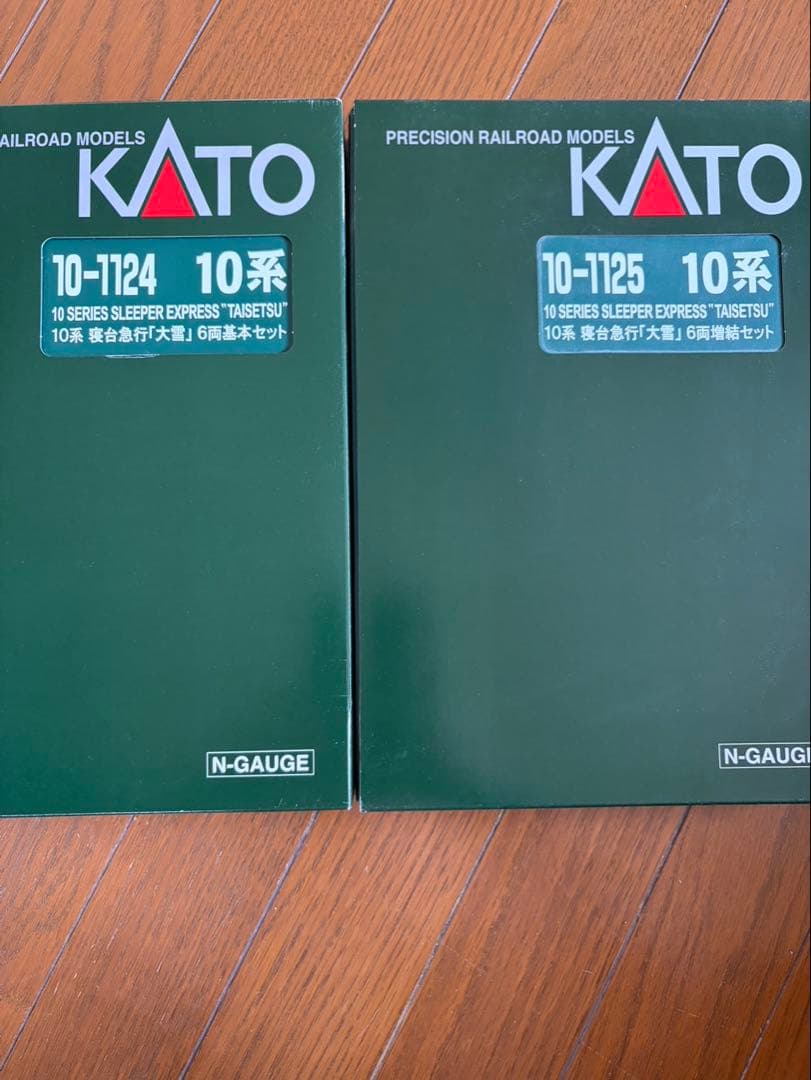 AILROAD MODELS
KATO
10-1124 10系
10 SERIES SLEEPER EXPRESS "TAISETSU"
10系 寝台急行「大雪」 6両基本セット
N-GAUGE
PRECISION RAILROAD MODELS
KATO
10-1125 10系
10 SERIES SLEEPER EXPRESS "TAISETSU"
10系 寝台急行「大雪」 6両増結セット
N-GAUG